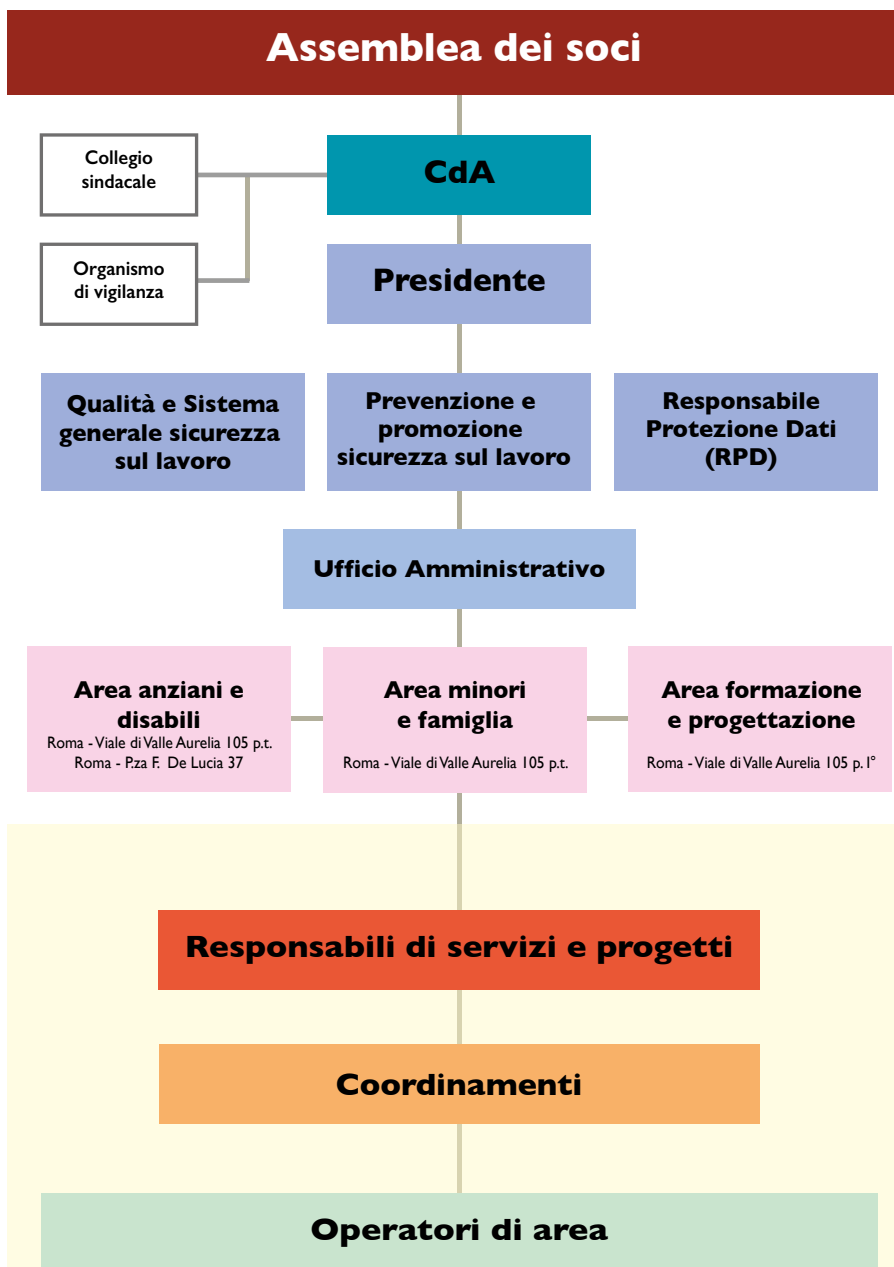 Assemblea dei soci
Collegio
sindacale
CdA
Organismo
di vigilanza
Presidente
Qualità e Sistema
generale sicurezza
sul lavoro
Prevenzione e
promozione
sicurezza sul lavoro
Responsabile
Protezione Dati
(RPD)
Ufficio Amministrativo
Area anziani e
disabili
Roma - Viale di Valle Aurelia 105 p.t.
Roma - P.za F. De Lucia 37
Area minori
e famiglia
Roma - Viale di Valle Aurelia 105 p.t.
Area formazione
e progettazione
Roma - Viale di Valle Aurelia 105 p. I°
Responsabili di servizi e progetti
Coordinamenti
Operatori di area